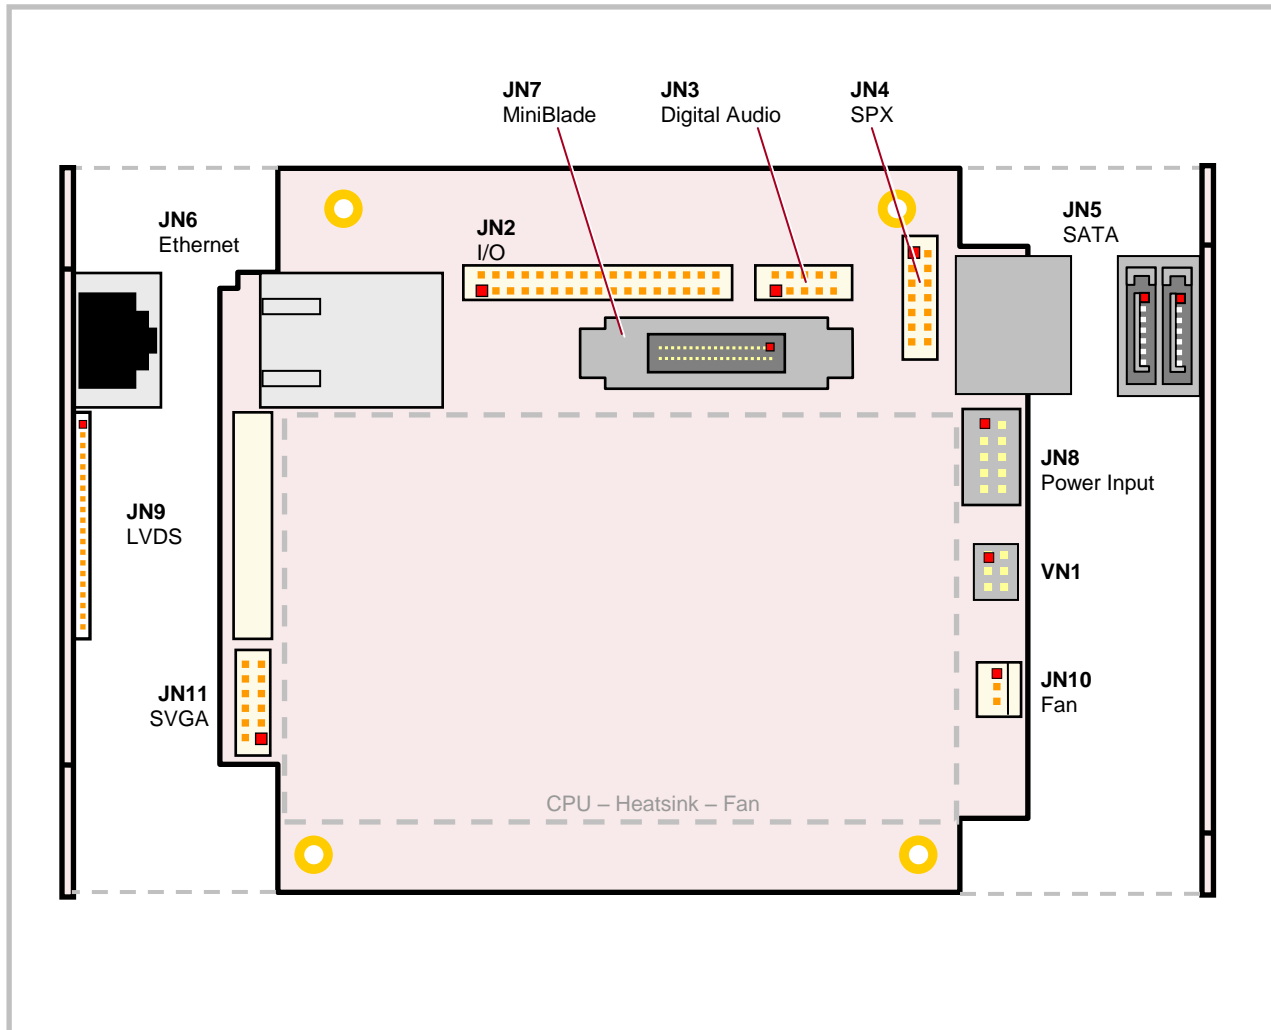 JN7
MiniBlade
JN3
Digital Audio
JN4
SPX
JN6
Ethernet
JN2
I/O
JN5
SATA
JN8
Power Input
JN9
LVDS
VN1
JN11
SVGA
JN10
Fan
CPU – Heatsink – Fan